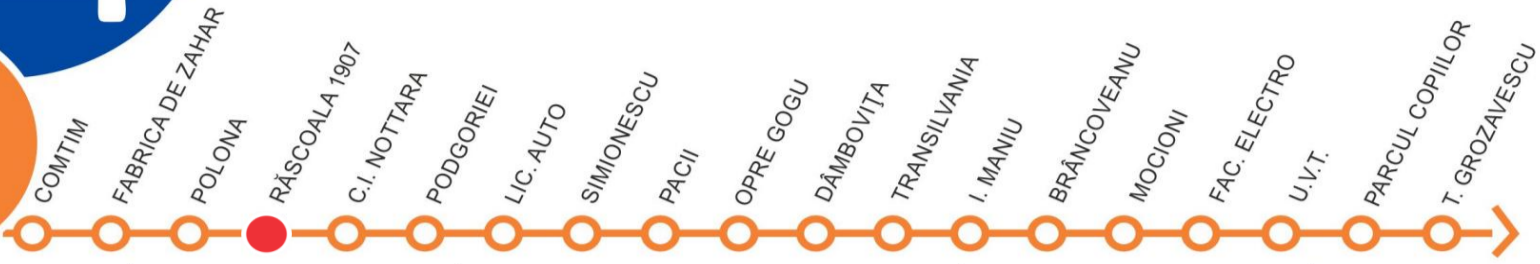 COMTIM
FABRICA DE ZAHAR
POLONA
RĂSCOALA 1907
C.I. NOTTARA
PODGORIEI
LIC. AUTO
SIMIONESCU
PACII
OPRE GOGU
DÂMBOVIȚA
TRANSILVANIA
I. MANIU
BRÂNCOVEANU
MOCIONI
FAC. ELECTRO
U.V.T.
PARCUL COPIILOR
T. GROZAVESCU